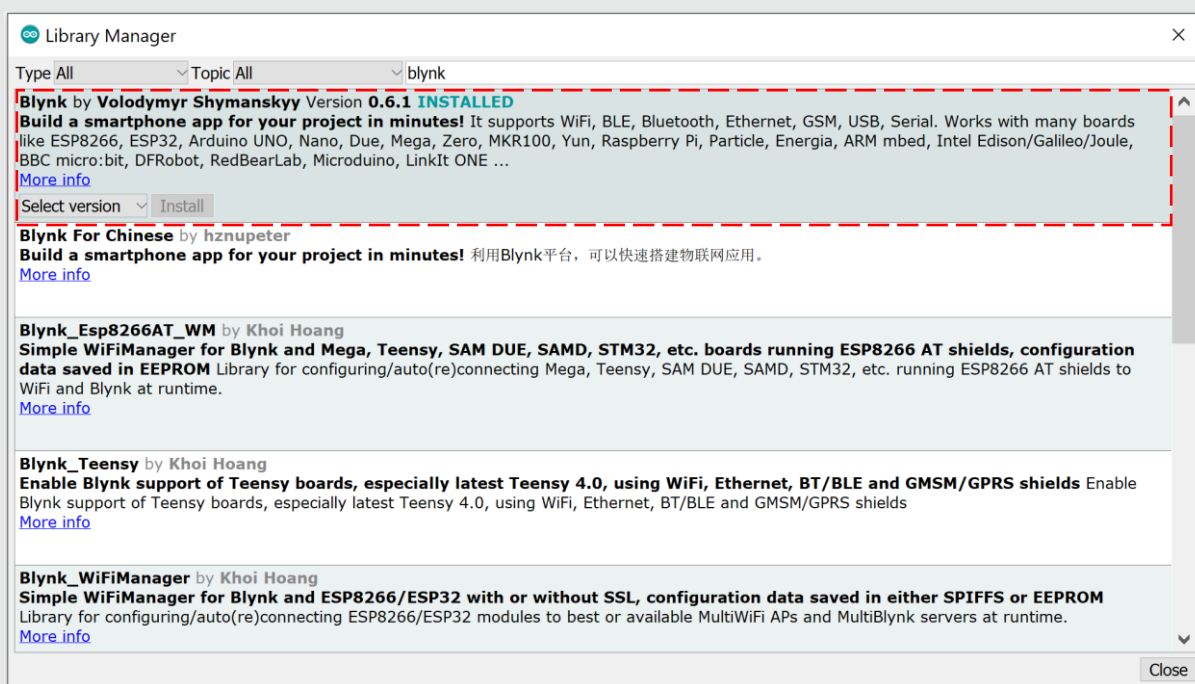 Library Manager
Type All Topic All blynk
Blynk by Volodymyr Shymanskyy Version 0.6.1 INSTALLED
Build a smartphone app for your project in minutes! It supports WiFi, BLE, Bluetooth, Ethernet, GSM, USB, Serial. Works with many boards
like ESP8266, ESP32, Arduino UNO, Nano, Due, Mega, Zero, MKR100, Yun, Raspberry Pi, Particle, Energia, ARM mbed, Intel Edison/Galileo/Joule,
BBC micro:bit, DFRobot, RedBearLab, Microduino, LinkIt ONE ...
More info
Select version Install
Blynk For Chinese by hznupeter
Build a smartphone app for your project in minutes! 利用Blynk平台，可以快速搭建物联网应用。
More info
Blynk_Esp8266AT_WM by Khoi Hoang
Simple WiFiManager for Blynk and Mega, Teensy, SAM DUE, SAMD, STM32, etc. boards running ESP8266 AT shields, configuration
data saved in EEPROM Library for configuring/auto(re)connecting Mega, Teensy, SAM DUE, SAMD, STM32, etc. running ESP8266 AT shields to
WiFi and Blynk at runtime.
More info
Blynk_Teensy by Khoi Hoang
Enable Blynk support of Teensy boards, especially latest Teensy 4.0, using WiFi, Ethernet, BT/BLE and GMSM/GPRS shields Enable
Blynk support of Teensy boards, especially latest Teensy 4.0, using WiFi, Ethernet, BT/BLE and GMSM/GPRS shields
More info
Blynk_WiFiManager by Khoi Hoang
Simple WiFiManager for Blynk and ESP8266/ESP32 with or without SSL, configuration data saved in either SPIFFS or EEPROM
Library for configuring/auto(re)connecting ESP8266/ESP32 modules to best or available MultiWiFi APs and MultiBlynk servers at runtime.
More info
Close